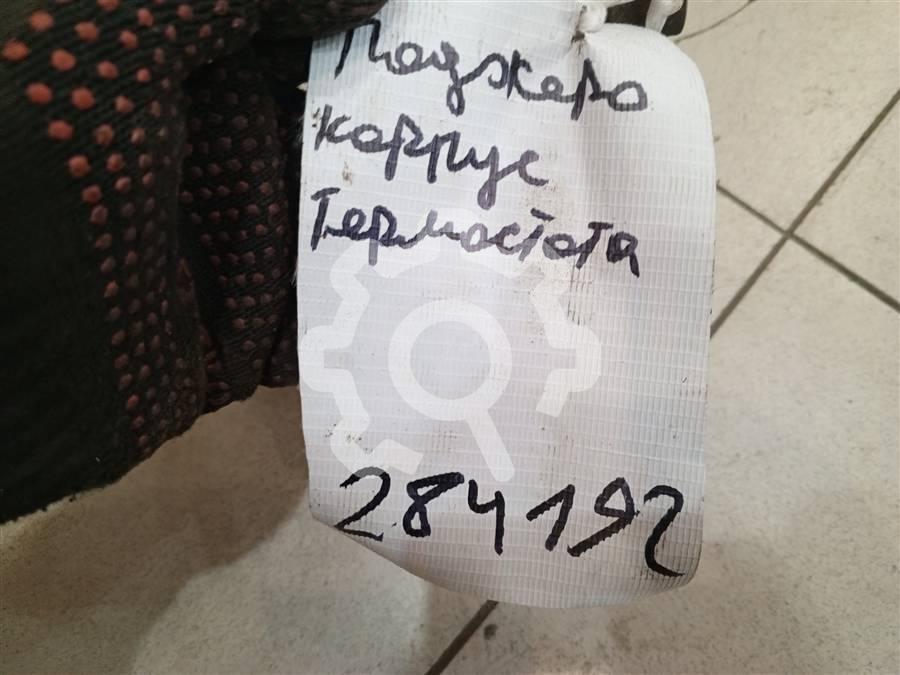 Паджеро
корпус
Термостата
284192